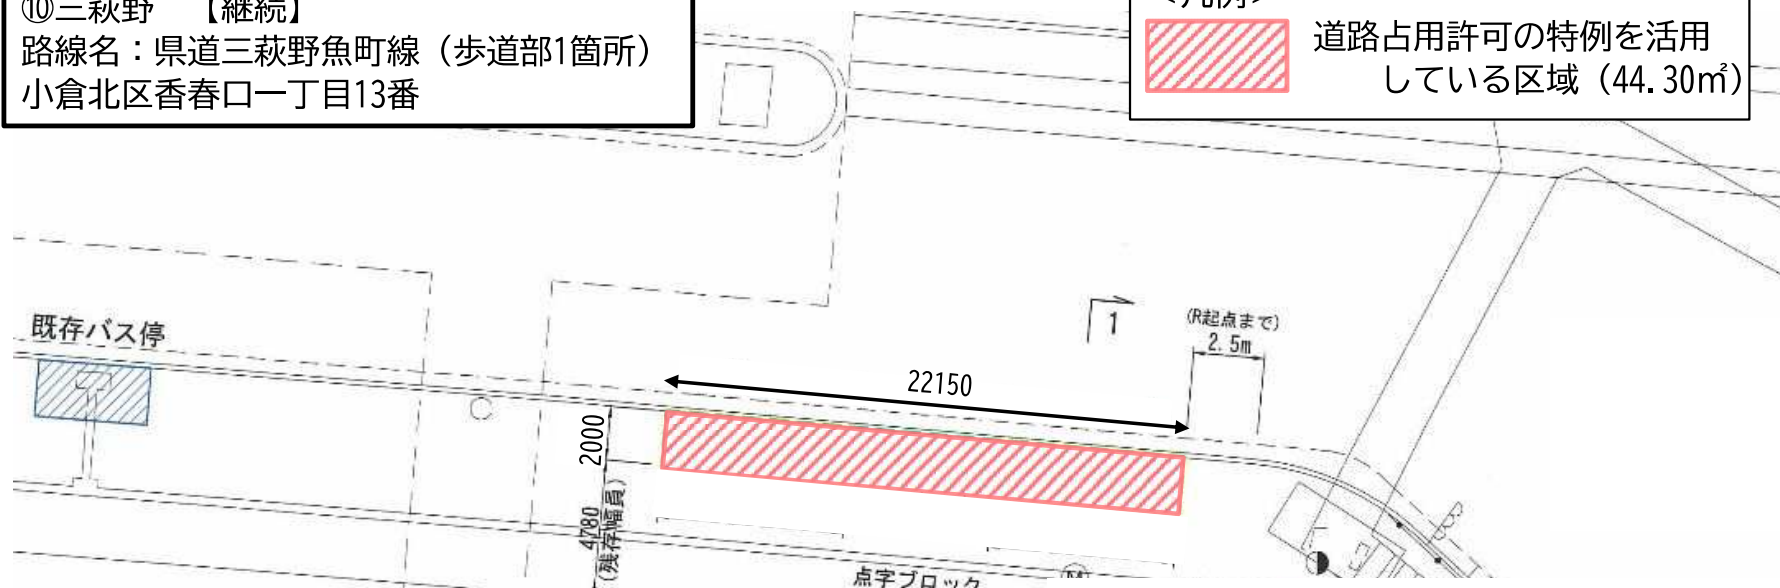 ⑩三萩野　【継続】
路線名：県道三萩野魚町線（歩道部1箇所）
小倉北区香春口一丁目13番
<凡例>
道路占用許可の特例を活用
している区域（44.30㎡）
既存バス停
1
(R起点まで)
2.5m
22150
2000
4780
(残存幅員)
点字ブロック
M